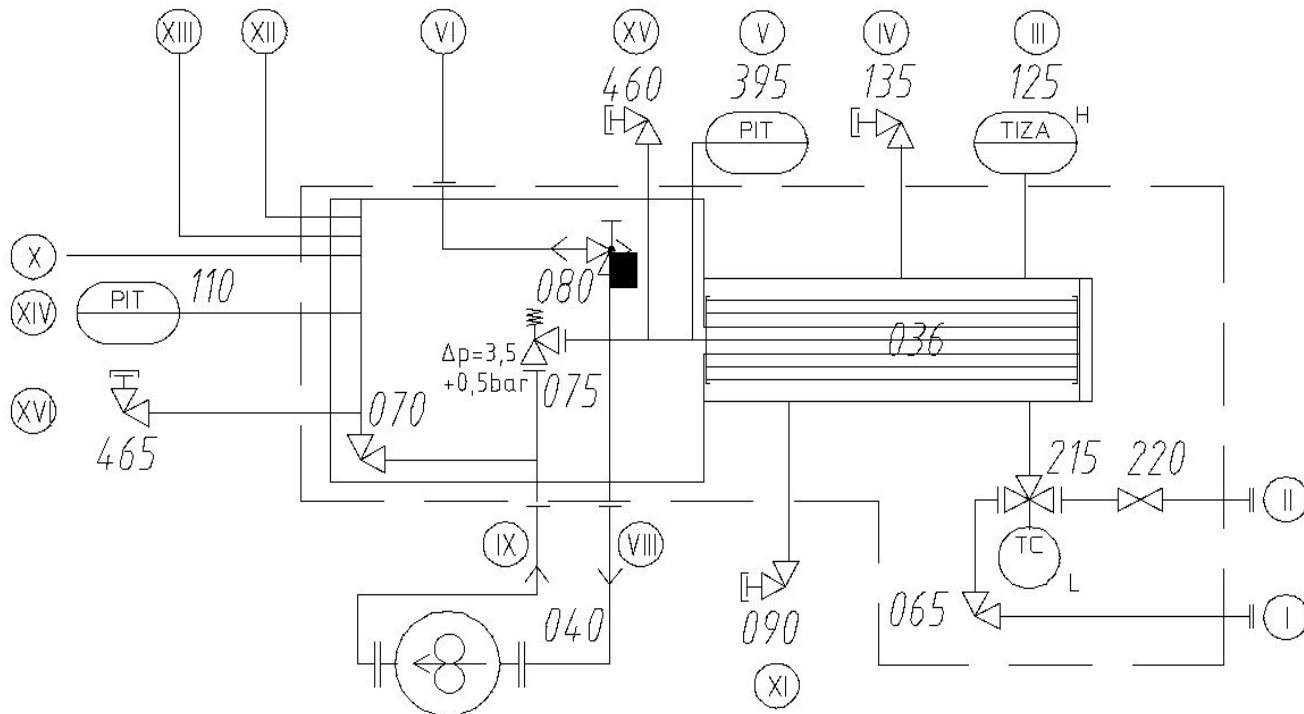 XIII
XII
VI
XV
V
IV
III
460
395
135
125
PIT
TIZA
H
X
XIV
PIT
110
080
036
Δp=3,5
+0,5bar
075
XVI
465
070
215
220
II
TC
L
IX
VIII
065
I
040
090
XI